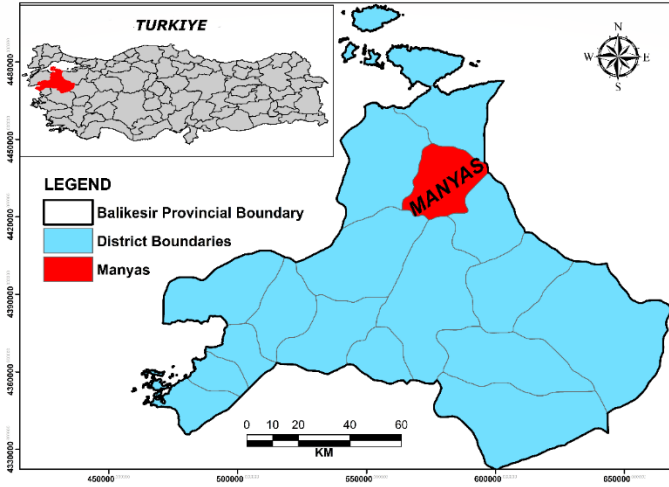 TURKIYE
N
W
E
S
LEGEND
Balikesir Provincial Boundary
District Boundaries
Manyas
MANYAS
0 10 20 40 60
KM
4480000
4450000
4420000
4390000
4360000
4330000
450000
500000
550000
600000